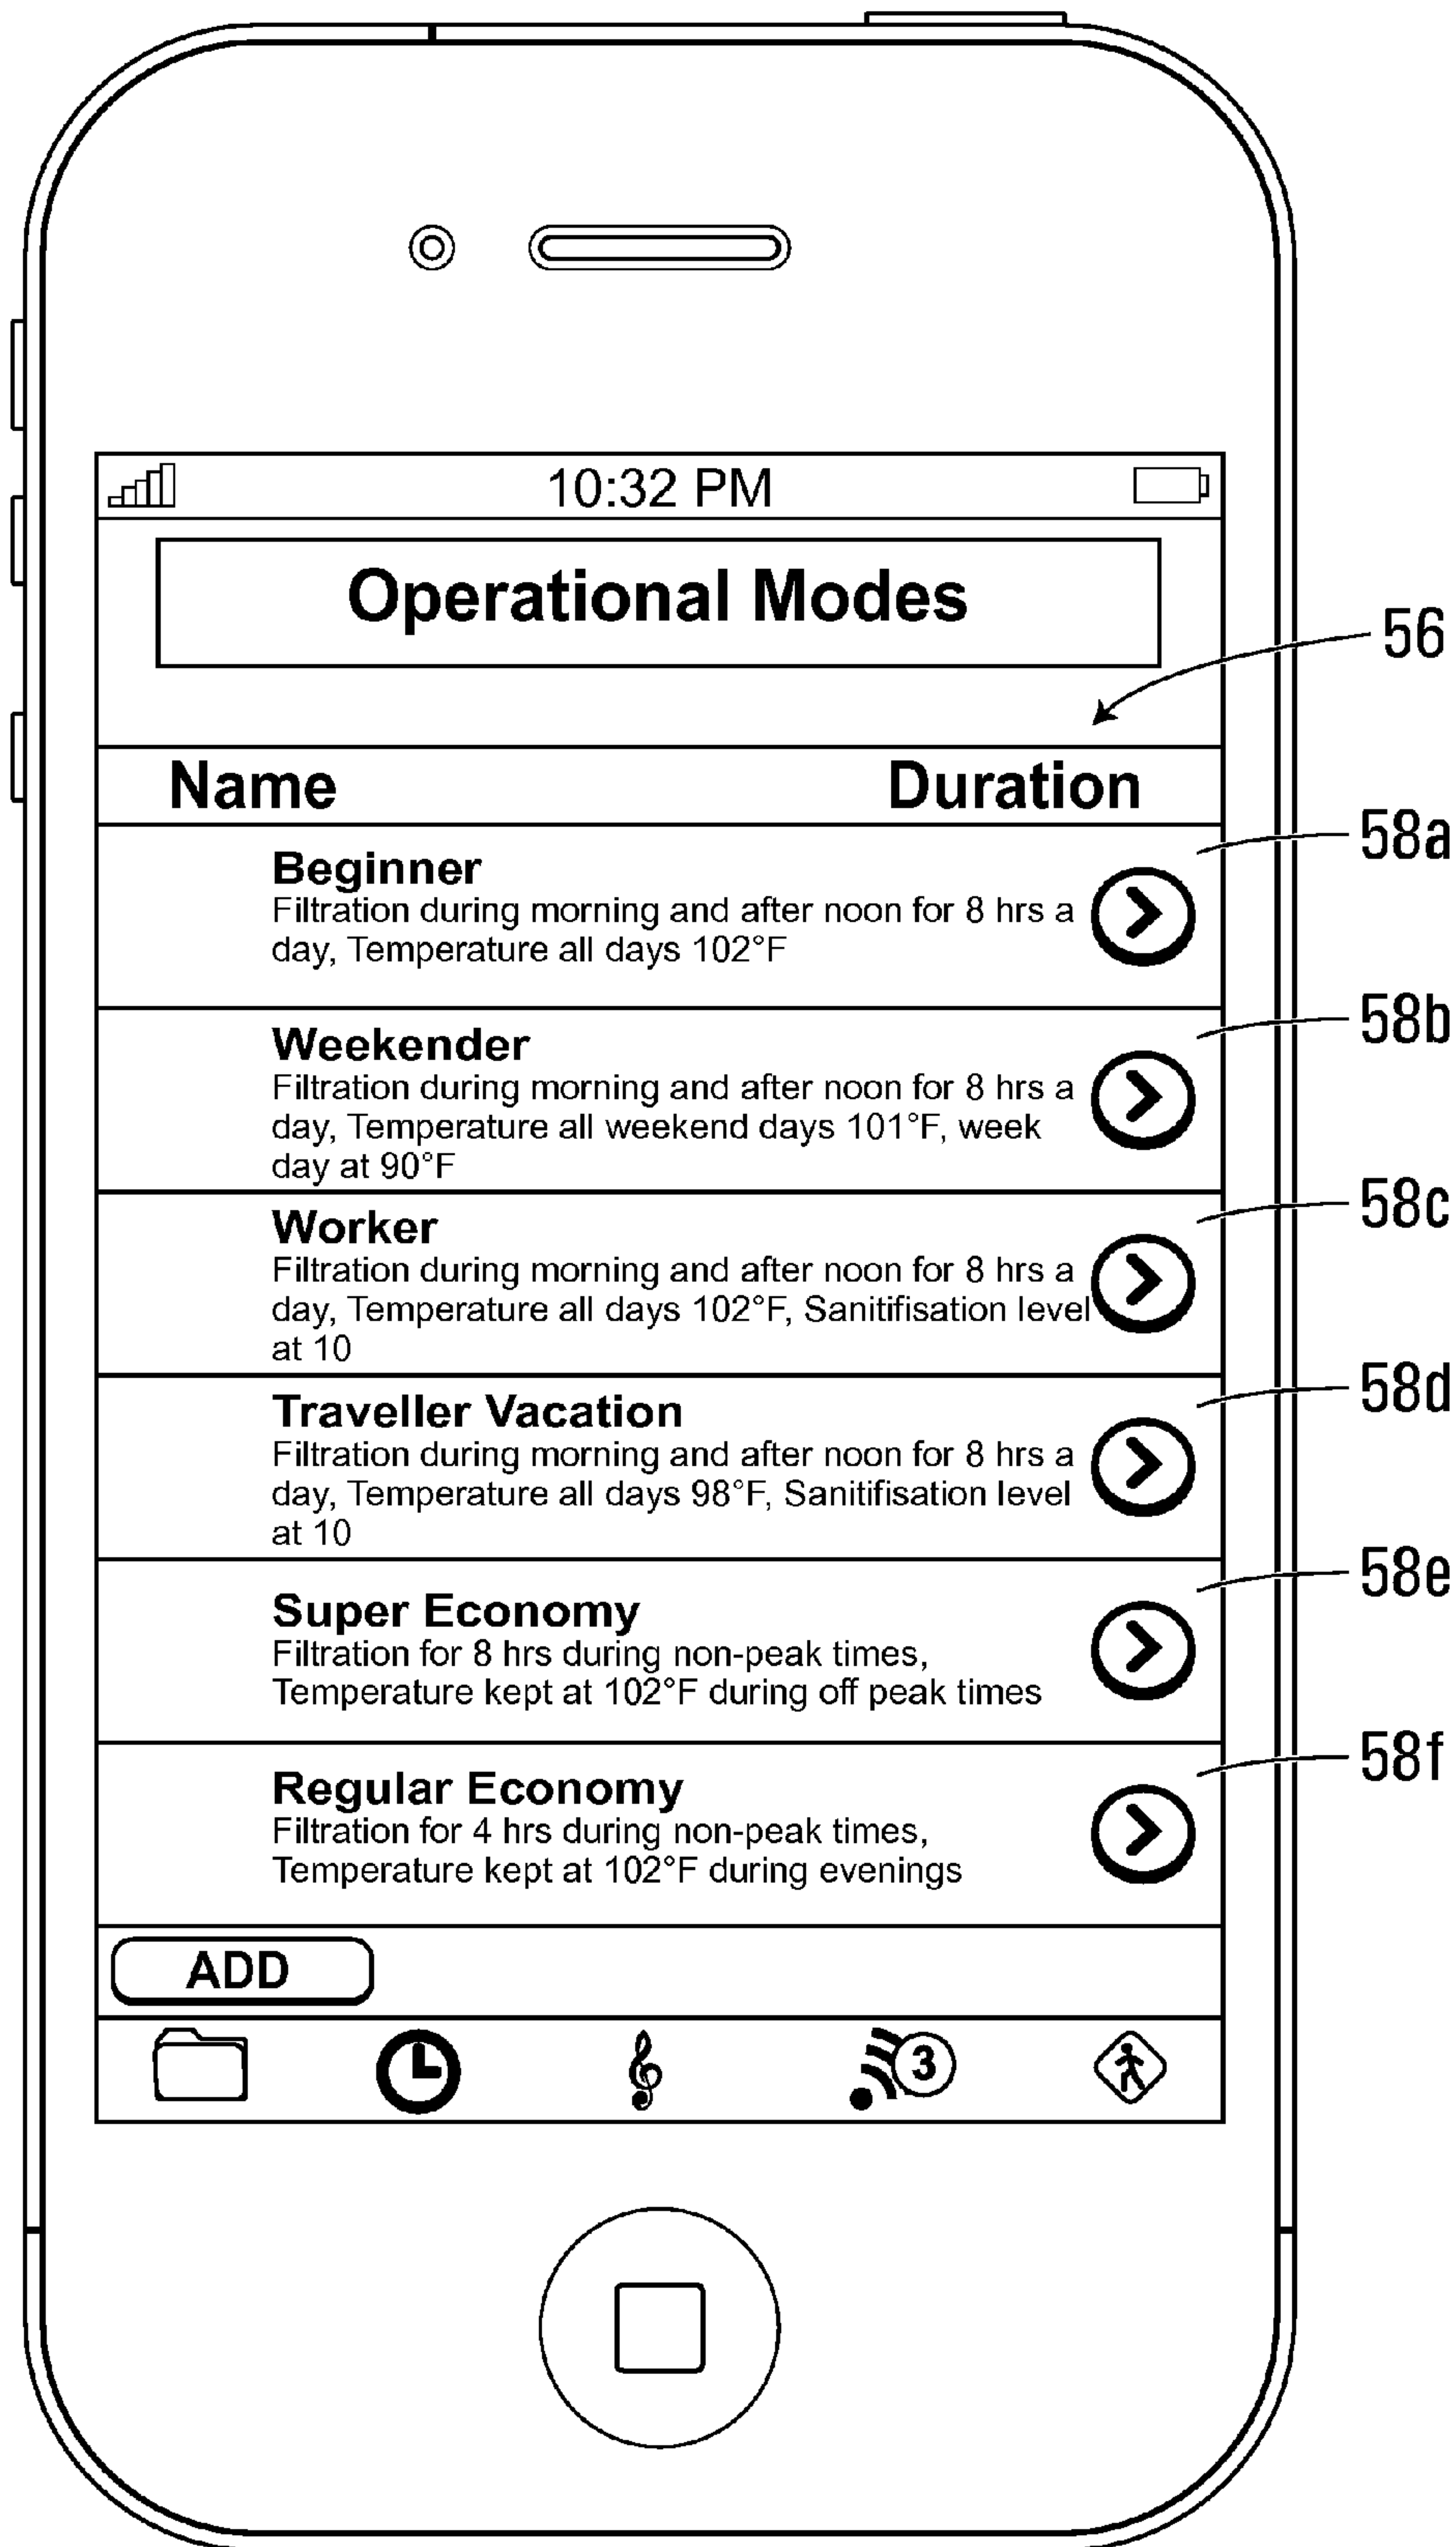 10:32 PM
Operational Modes
56
Name Duration
58a
Beginner
Filtration during morning and after noon for 8 hrs a
day, Temperature all days 102°F
58b
Weekender
Filtration during morning and after noon for 8 hrs a
day, Temperature all weekend days 101°F, week
day at 90°F
58c
Worker
Filtration during morning and after noon for 8 hrs a
day, Temperature all days 102°F, Sanitifisation level
at 10
58d
Traveller Vacation
Filtration during morning and after noon for 8 hrs a
day, Temperature all days 98°F, Sanitifisation level
at 10
58e
Super Economy
Filtration for 8 hrs during non-peak times,
Temperature kept at 102°F during off peak times
58f
Regular Economy
Filtration for 4 hrs during non-peak times,
Temperature kept at 102°F during evenings
ADD
3